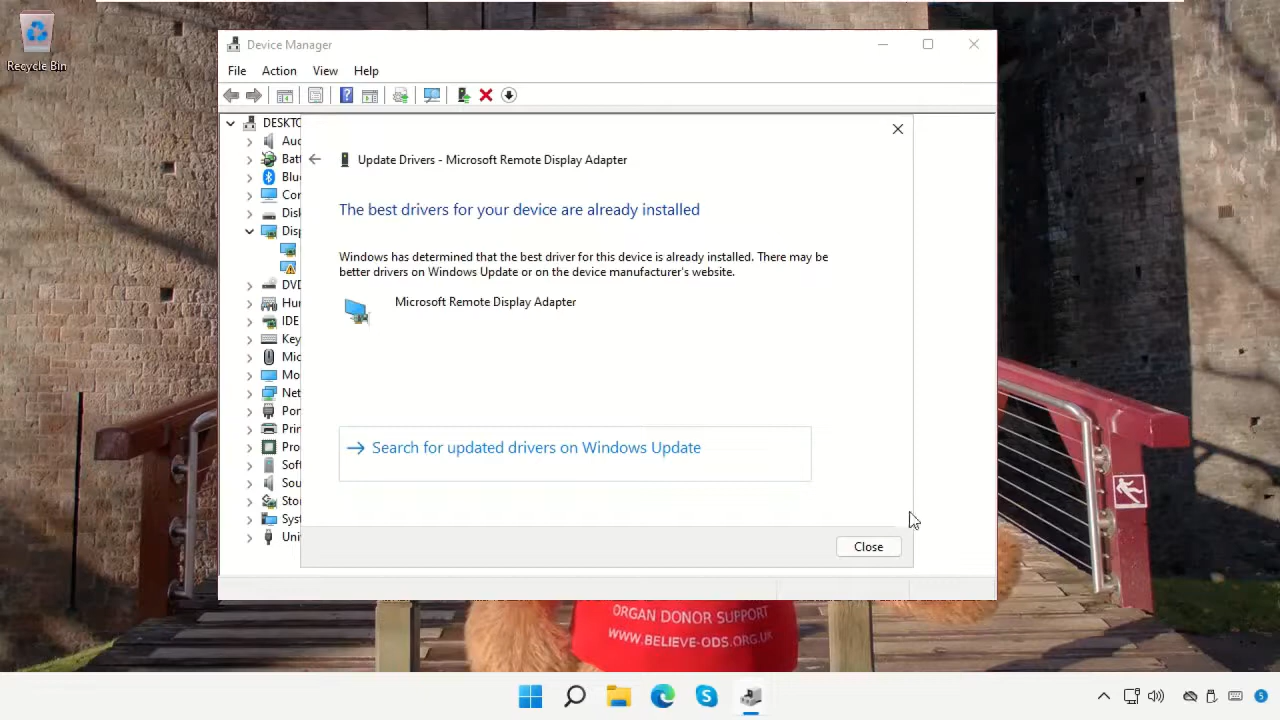 Recycle Bin
Device Manager
File Action View Help
DESKTO
Auc
Bat
Blu
Cor
Disk
Disp
DVD
Hur
IDE
Key
Mic
Mo
Net
Por
Prin
Pro
Soft
Sou
Stor
Syst
Uni
Update Drivers - Microsoft Remote Display Adapter
The best drivers for your device are already installed
Windows has determined that the best driver for this device is already installed. There may be
better drivers on Windows Update or on the device manufacturer's website.
Microsoft Remote Display Adapter
Search for updated drivers on Windows Update
Close
ORGAN DONOR SUPPORT
WWW.BELIEVE-ODS.ORG.UK
5